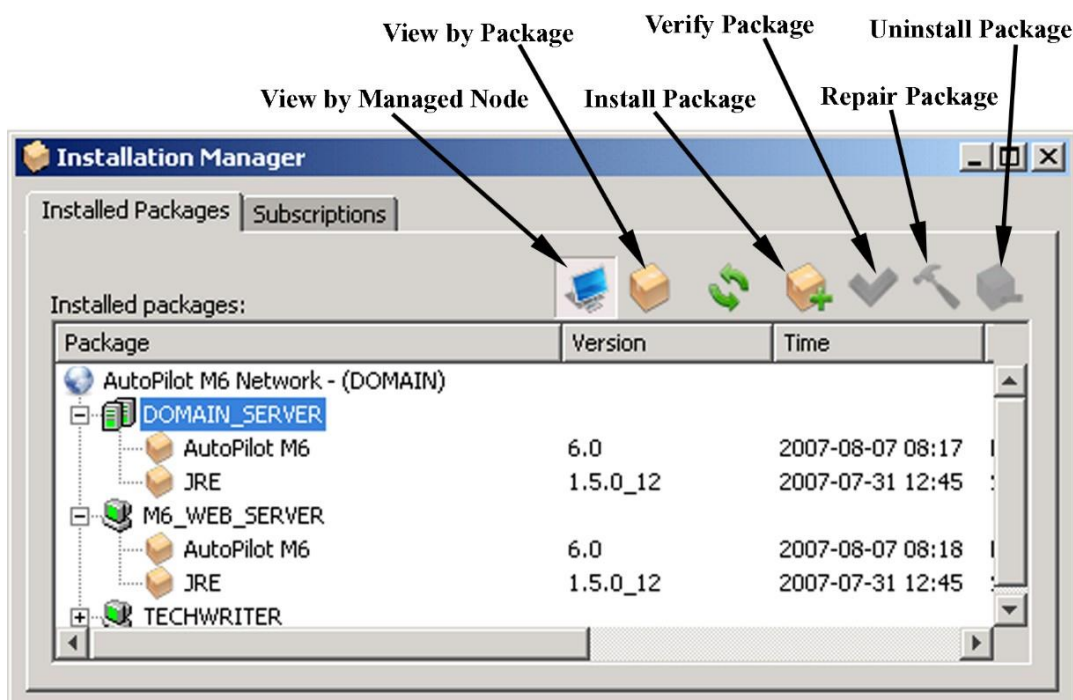 View by Package Verify Package Uninstall Package
View by Managed Node Install Package Repair Package
Installation Manager
Installed Packages Subscriptions
Installed packages:
Package Version Time
AutoPilot M6 Network - (DOMAIN)
DOMAIN_SERVER
AutoPilot M6 6.0 2007-08-07 08:17
JRE 1.5.0_12 2007-07-31 12:45
M6_WEB_SERVER
AutoPilot M6 6.0 2007-08-07 08:18
JRE 1.5.0_12 2007-07-31 12:45
TECHWRITER